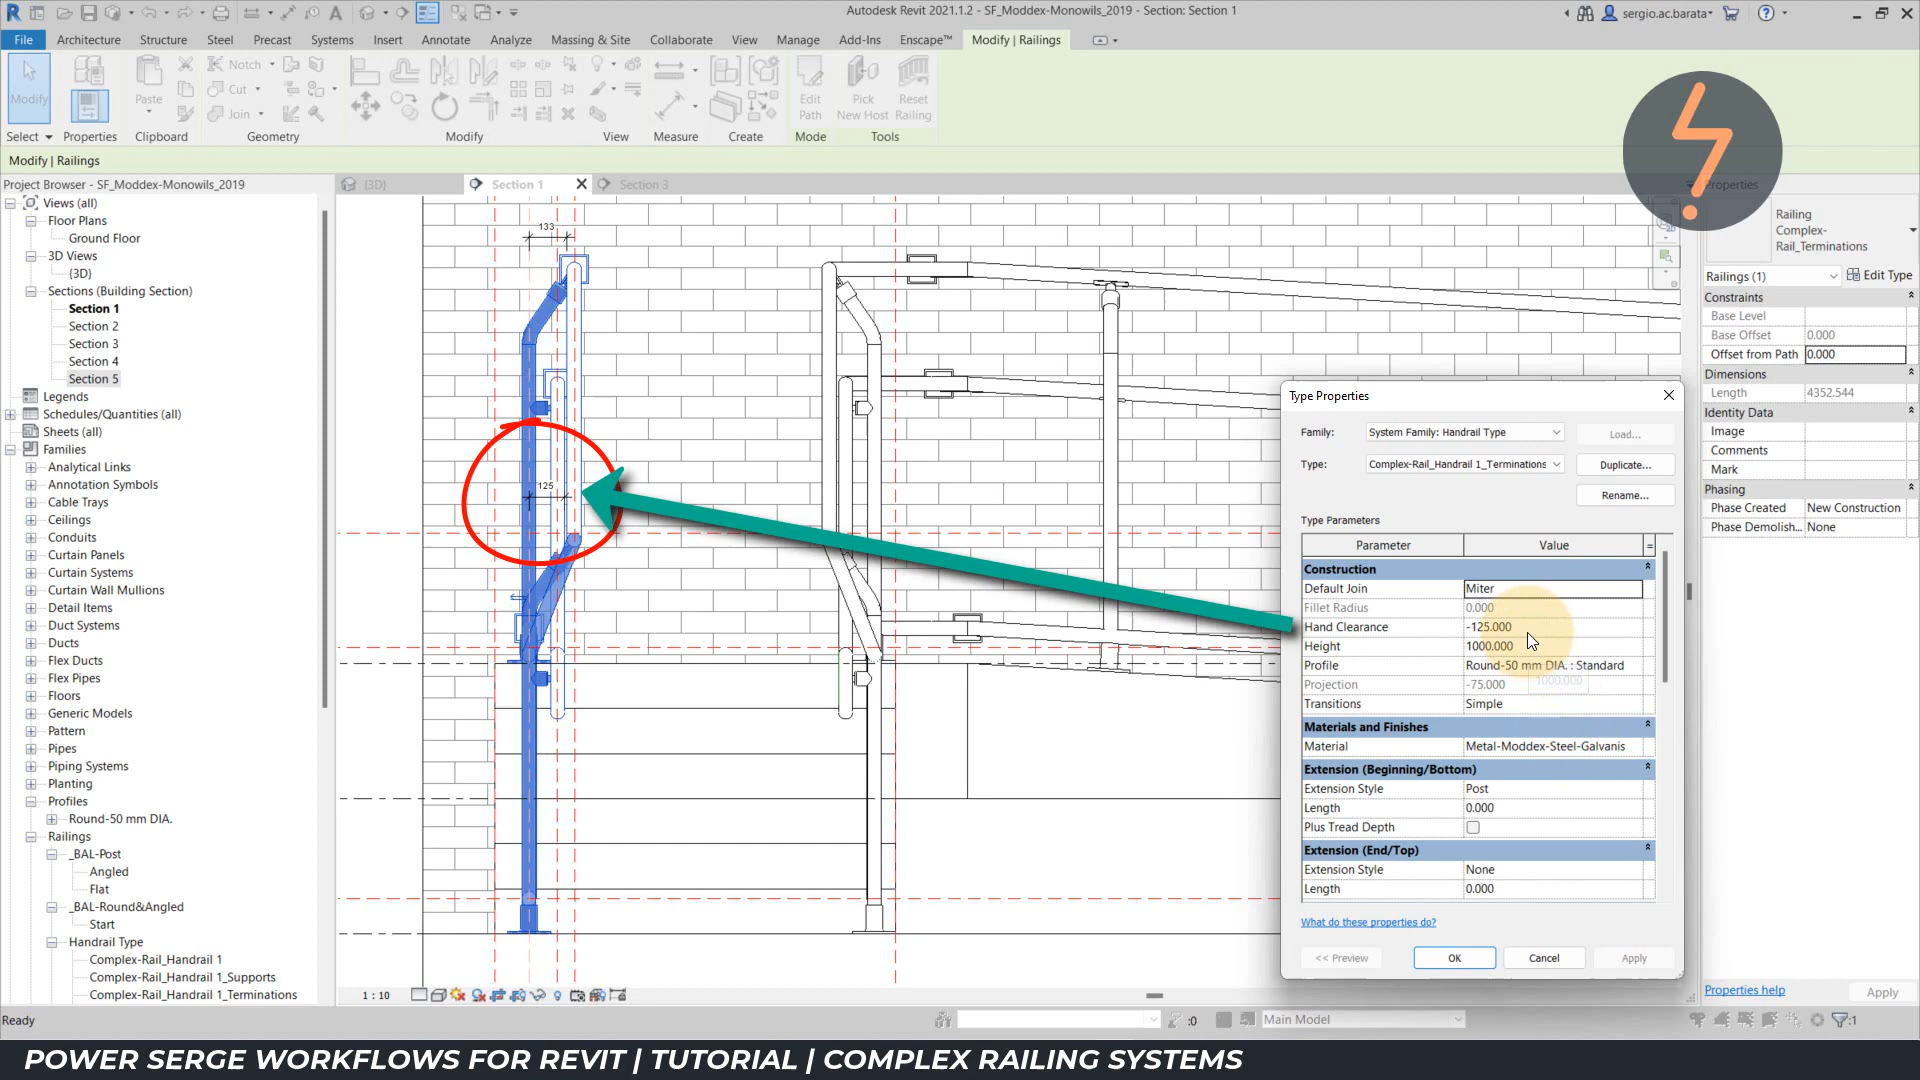 Autodesk Revit 2021.1.2 - SF_Moddex-Monowils_2019 - Section: Section 1
sergio.ac.barata
File
Architecture
Structure
Steel
Precast
Systems
Insert
Annotate
Analyze
Massing & Site
Collaborate
View
Manage
Add-Ins
Enscape™
Modify | Railings
Modify
Paste
Notch
Cut
Join
Edit Path
Pick New Host
Reset Railing
Select
Properties
Clipboard
Geometry
Modify
View
Measure
Create
Mode
Tools
Modify | Railings
Project Browser - SF_Moddex-Monowils_2019
Views (all)
Floor Plans
Ground Floor
3D Views
{3D}
Sections (Building Section)
Section 1
Section 2
Section 3
Section 4
Section 5
Legends
Schedules/Quantities (all)
Sheets (all)
Families
Analytical Links
Annotation Symbols
Cable Trays
Ceilings
Conduits
Curtain Panels
Curtain Systems
Curtain Wall Mullions
Detail Items
Duct Systems
Ducts
Flex Ducts
Flex Pipes
Floors
Generic Models
Pattern
Pipes
Piping Systems
Planting
Profiles
Round-50 mm DIA.
Railings
_BAL-Post
Angled
Flat
_BAL-Round&Angled
Start
Handrail Type
Complex-Rail_Handrail 1
Complex-Rail_Handrail 1_Supports
Complex-Rail_Handrail 1_Terminations
{3D}
Section 1
Section 3
133
125
1 : 10
Type Properties
Family:
System Family: Handrail Type
Load...
Type:
Complex-Rail_Handrail 1_Terminations
Duplicate...
Rename...
Type Parameters
Parameter
Value
=
Construction
Default Join
Miter
Fillet Radius
0.000
Hand Clearance
-125.000
Height
1000.000
Profile
Round-50 mm DIA. : Standard
Projection
-75.000
1000.000
Transitions
Simple
Materials and Finishes
Material
Metal-Moddex-Steel-Galvanis
Extension (Beginning/Bottom)
Extension Style
Post
Length
0.000
Plus Tread Depth
Extension (End/Top)
Extension Style
None
Length
0.000
What do these properties do?
<< Preview
OK
Cancel
Apply
Properties
Railing
Complex-
Rail_Terminations
Railings (1)
Edit Type
Constraints
Base Level
Base Offset
0.000
Offset from Path
0.000
Dimensions
Length
4352.544
Identity Data
Image
Comments
Mark
Phasing
Phase Created
New Construction
Phase Demolish...
None
Properties help
Apply
Ready
:0
Main Model
:1
POWER SERGE WORKFLOWS FOR REVIT | TUTORIAL | COMPLEX RAILING SYSTEMS